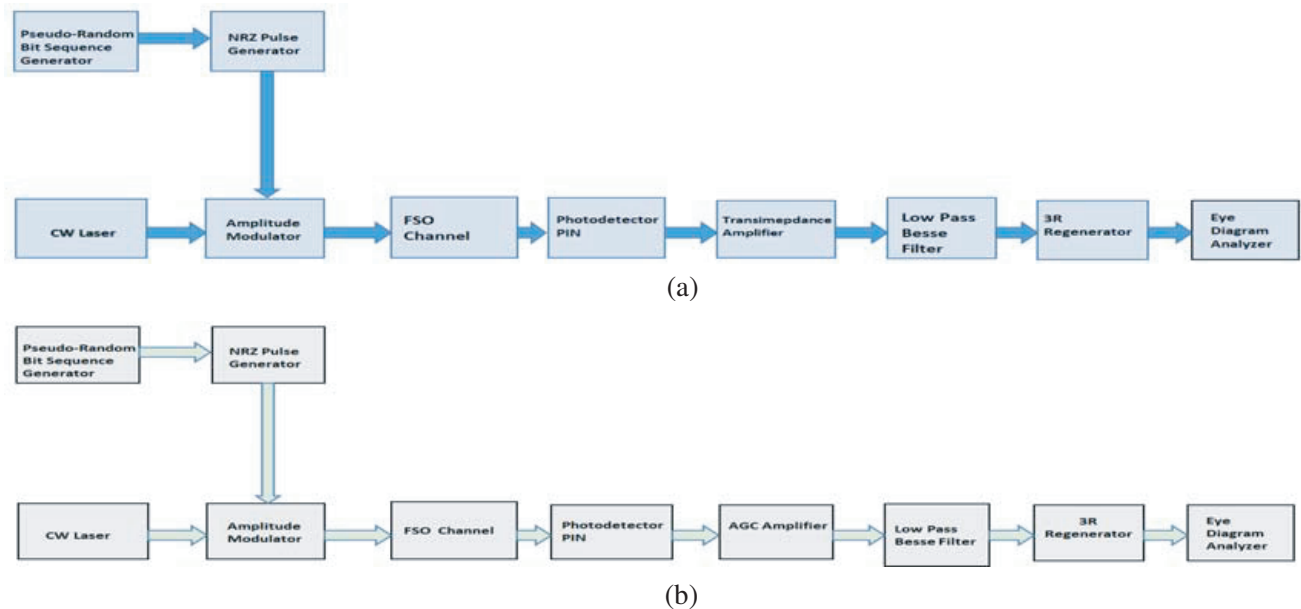 Pseudo-Random
Bit Sequence
Generator
NRZ Pulse
Generator
CW Laser
Amplitude
Modulator
FSO
Channel
Photodetector
PIN
Transimepdance
Amplifier
Low Pass
Besse
Filter
3R
Regenerator
Eye
Diagram
Analyzer
(a)
Pseudo-Random
Bit Sequence
Generator
NRZ Pulse
Generator
CW Laser
Amplitude
Modulator
FSO Channel
Photodetector
PIN
AGC Amplifier
Low Pass
Besse Filter
3R
Regenerator
Eye
Diagram
Analyzer
(b)